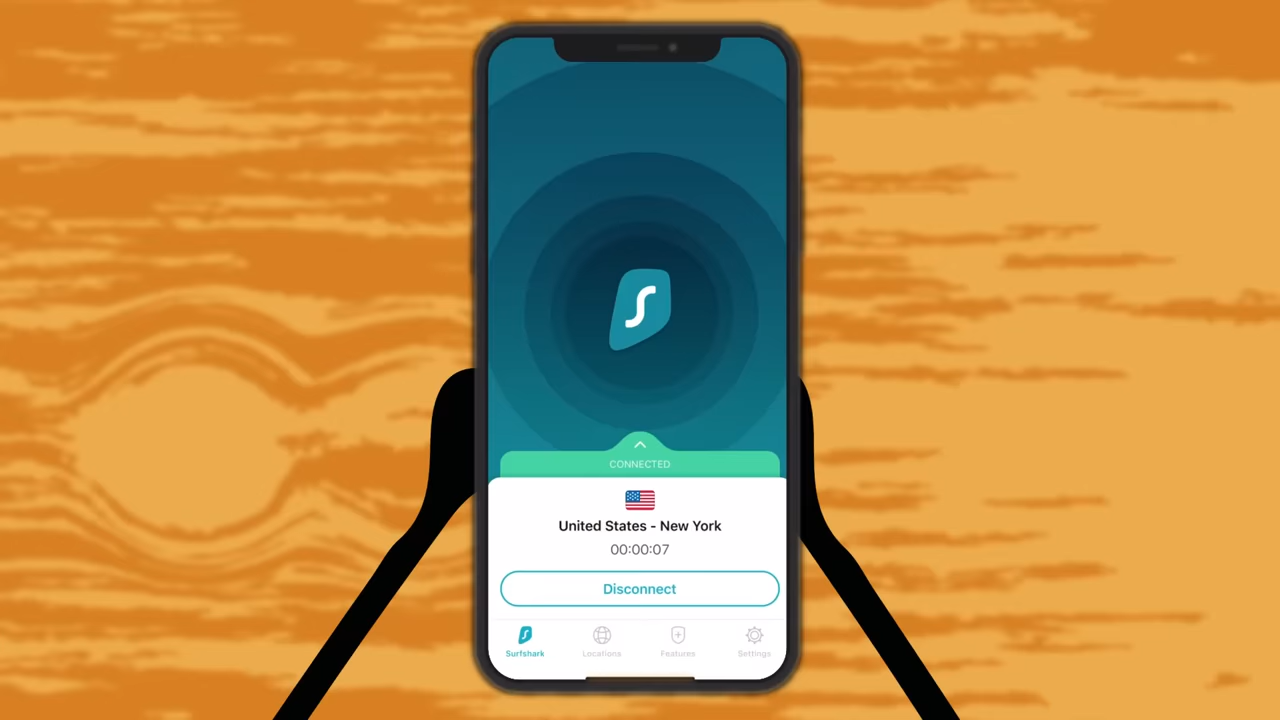 CONNECTED
United States - New York
00:00:07
Disconnect
Surfshark Locations Features Settings